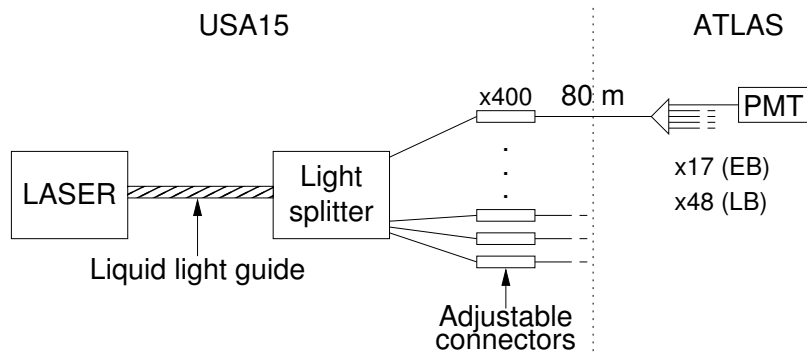 USA15
ATLAS
x400
80 m
PMT
LASER
Light
splitter
x17 (EB)
x48 (LB)
Liquid light guide
Adjustable
connectors